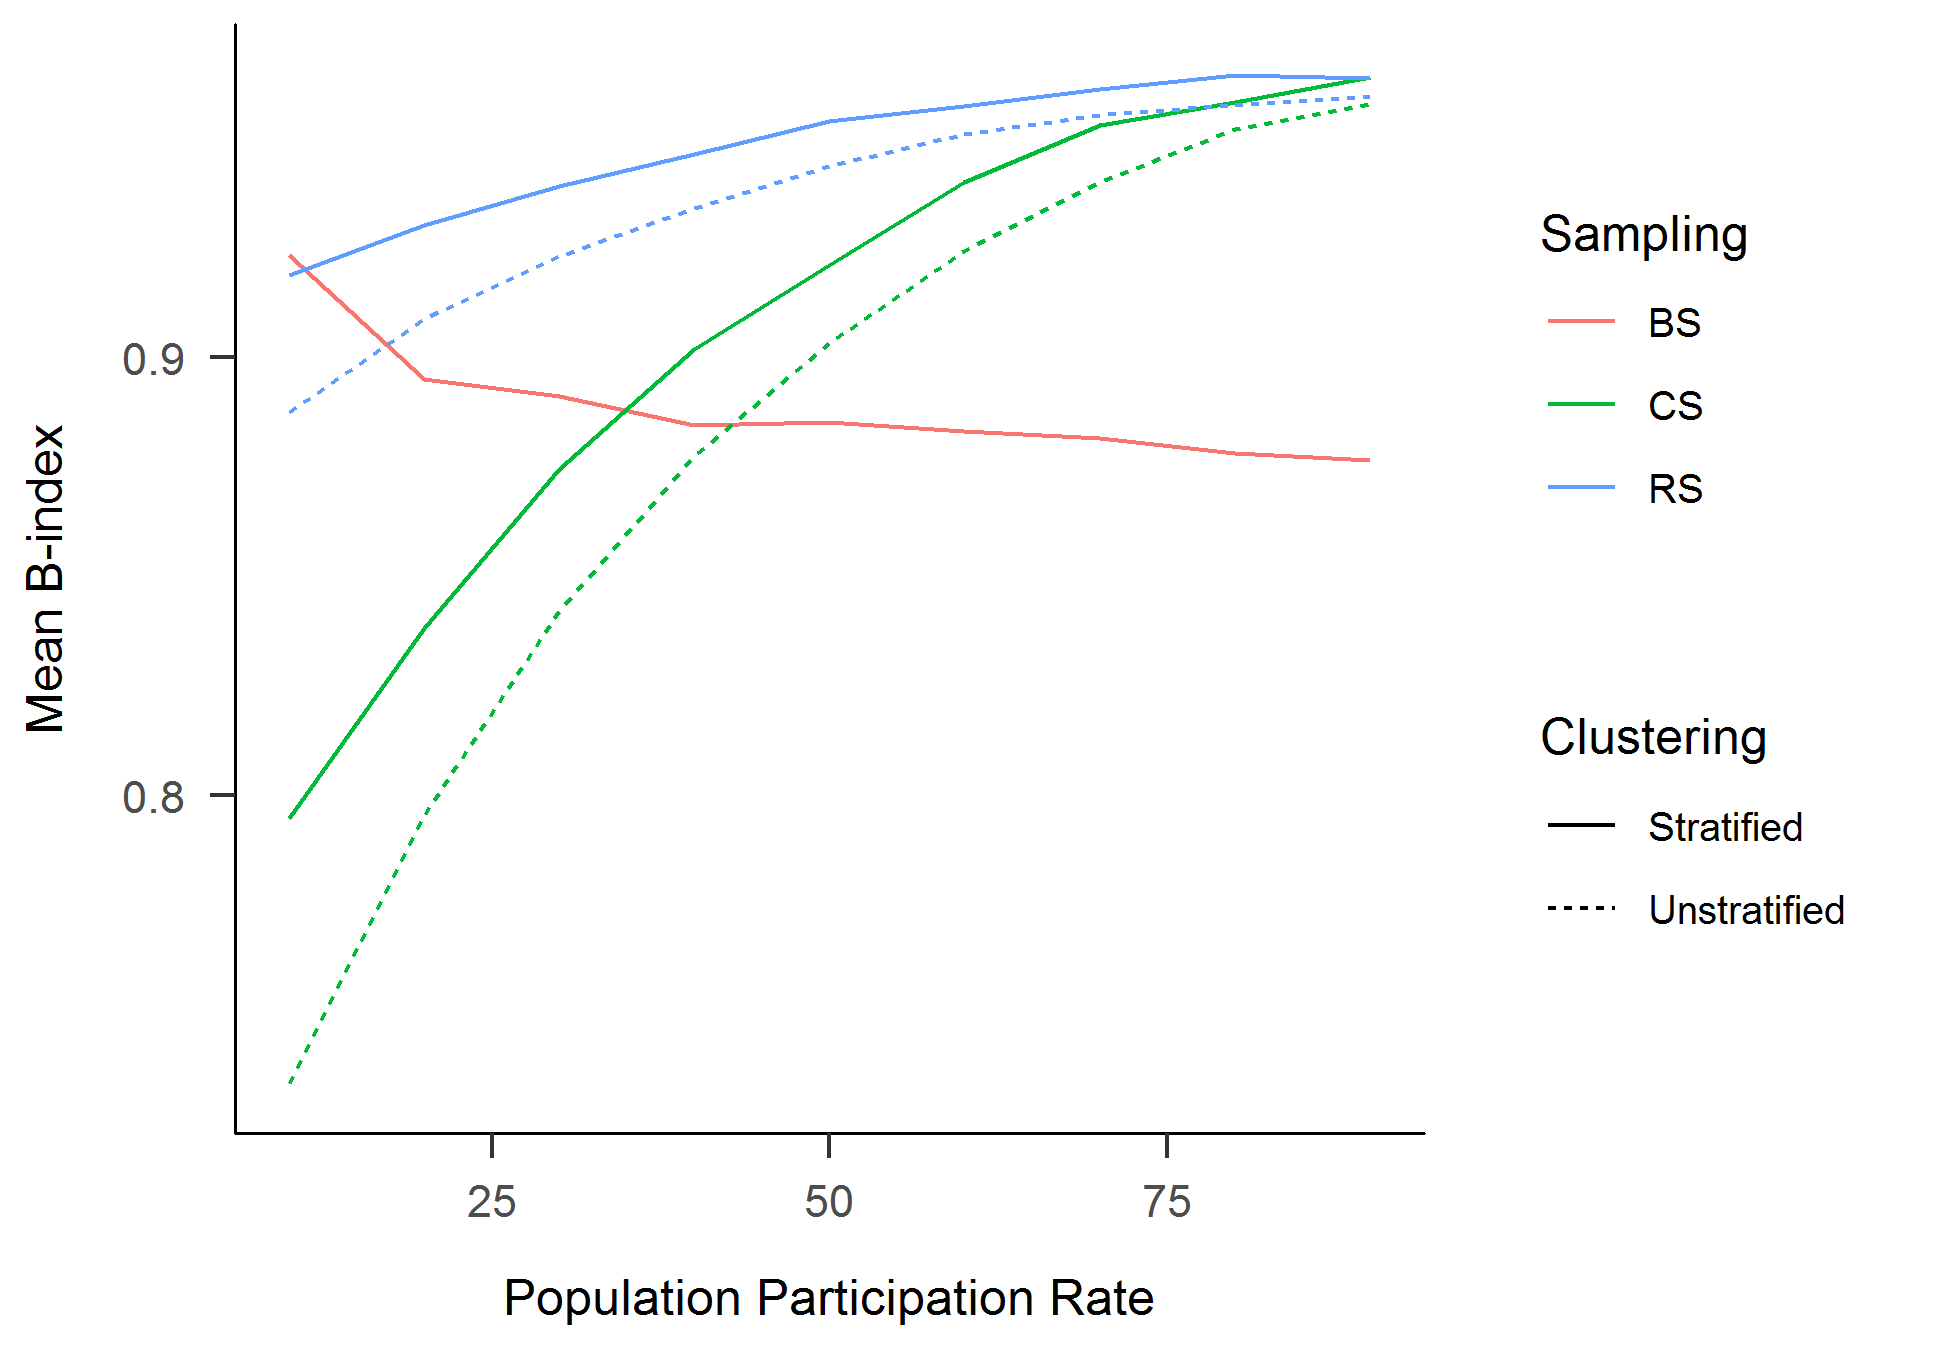 Mean B-index
0.9
0.8
25
50
75
Population Participation Rate
Sampling
BS
CS
RS
Clustering
Stratified
Unstratified